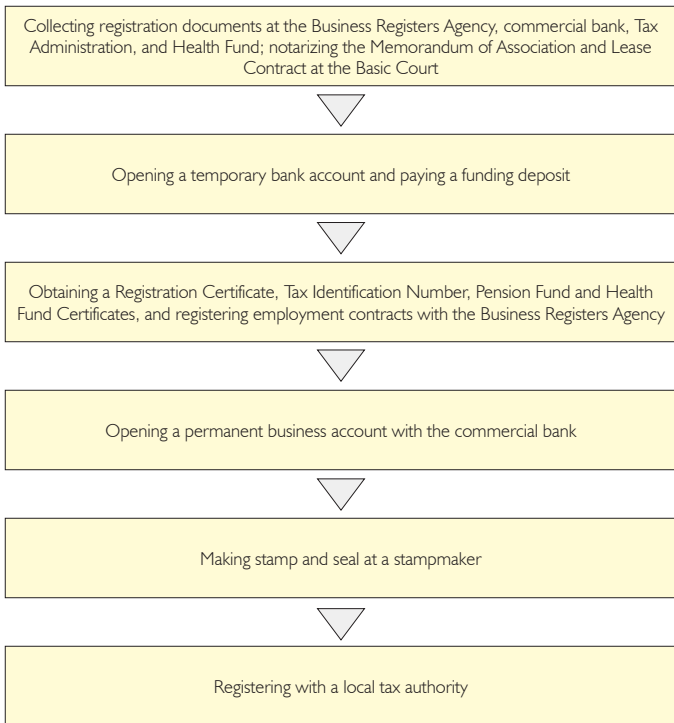 Collecting registration documents at the Business Registers Agency, commercial bank, Tax
Administration, and Health Fund; notarizing the Memorandum of Association and Lease
Contract at the Basic Court
Opening a temporary bank account and paying a funding deposit
Obtaining a Registration Certificate, Tax Identification Number, Pension Fund and Health
Fund Certificates, and registering employment contracts with the Business Registers Agency
Opening a permanent business account with the commercial bank
Making stamp and seal at a stampmaker
Registering with a local tax authority